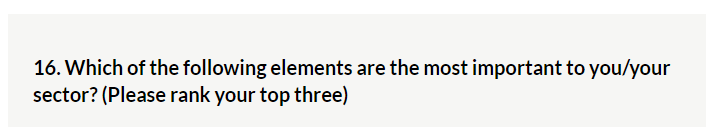 16. Which of the following elements are the most important to you/your
sector? (Please rank your top three)